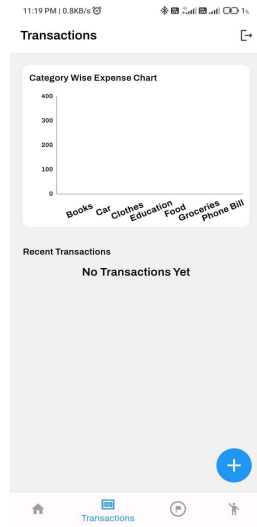 11:19 PM | 0.8KB/s
Transactions
Category Wise Expense Chart
400
300
200
100
0
Books Car Clothes Education Food Groceries Phone Bill
Recent Transactions
No Transactions Yet
Transactions